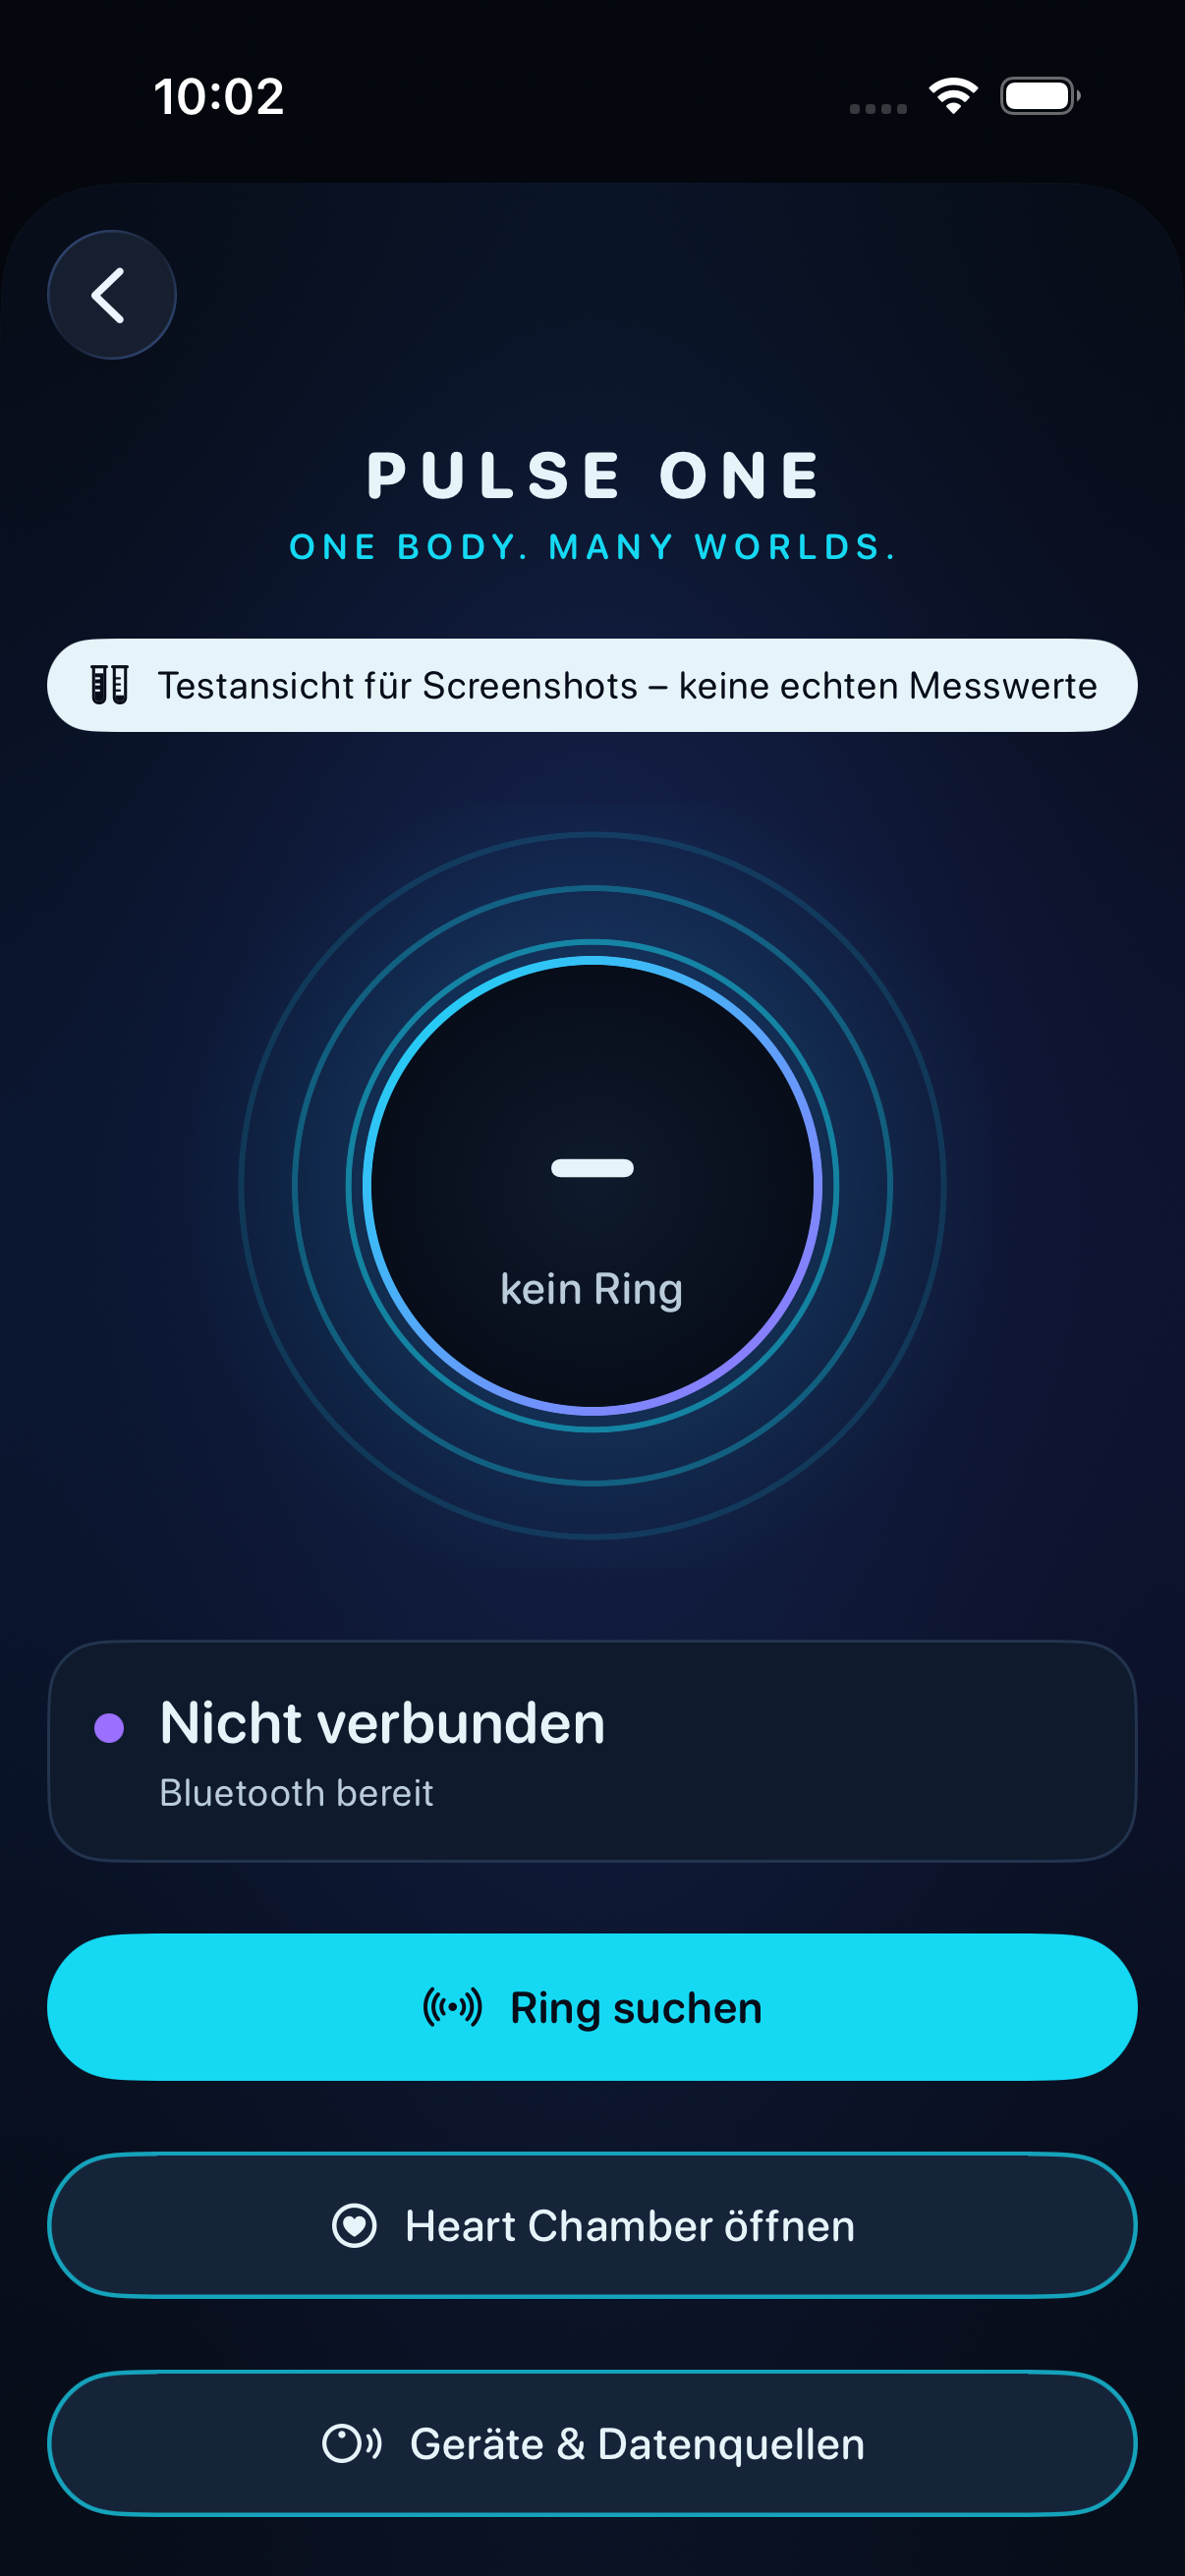 10:02
PULSE ONE
ONE BODY. MANY WORLDS.
Testansicht für Screenshots – keine echten Messwerte
–
kein Ring
Nicht verbunden
Bluetooth bereit
Ring suchen
Heart Chamber öffnen
Geräte & Datenquellen